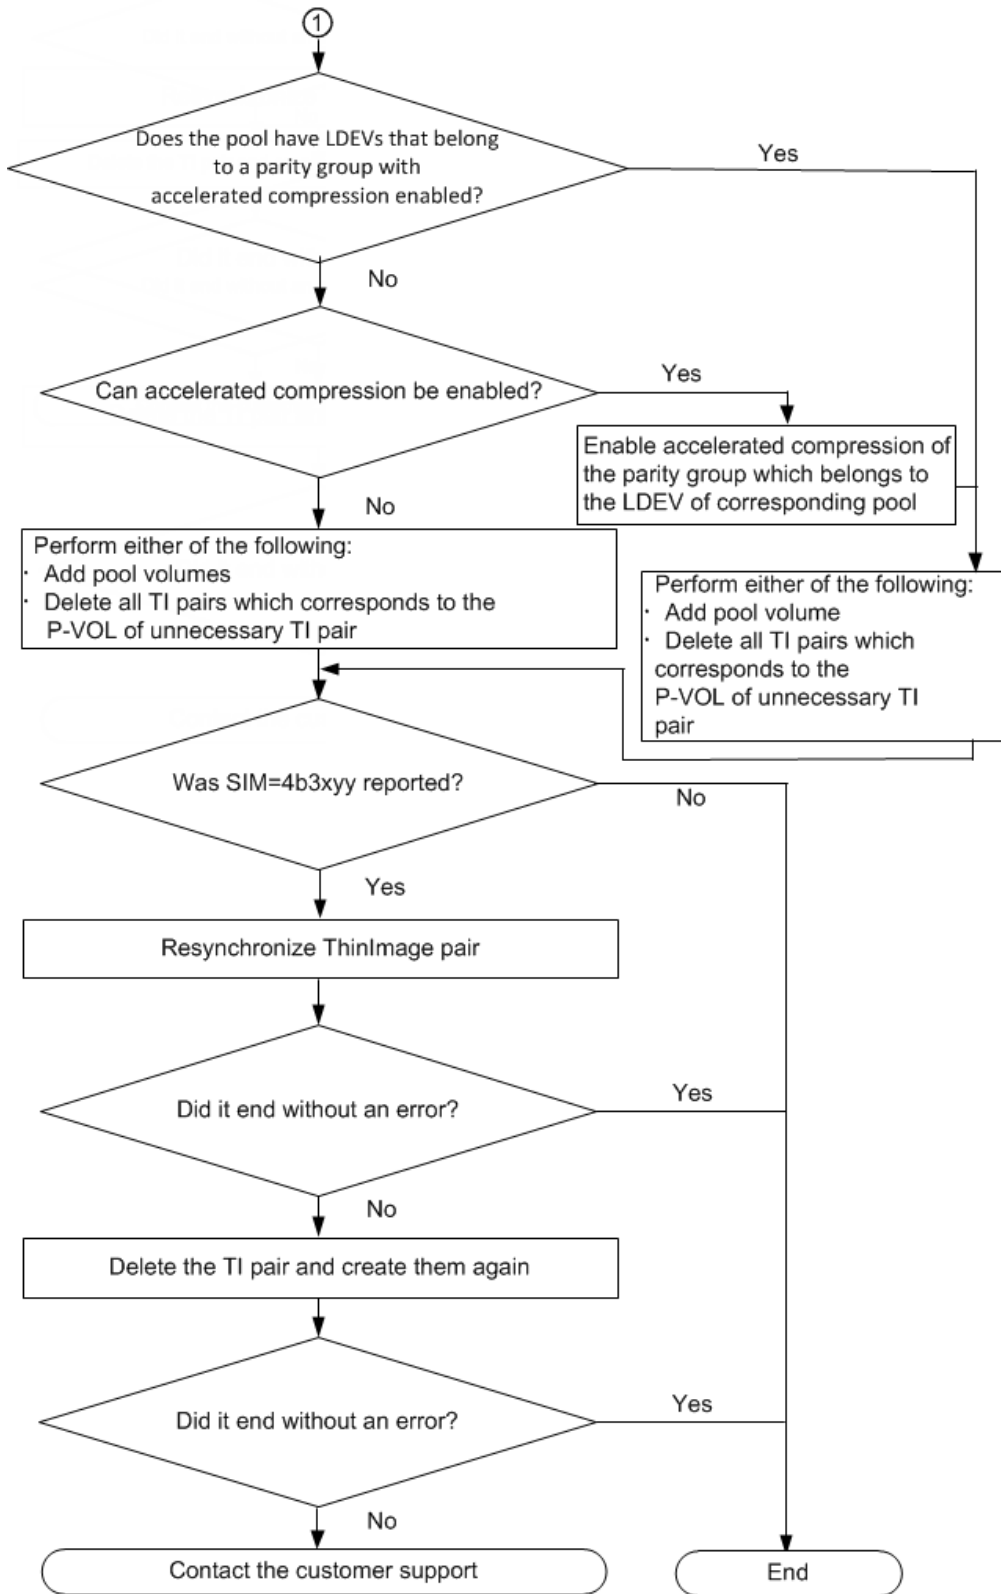 1
Does the pool have LDEVs that belong
to a parity group with
accelerated compression enabled?
Yes
No
Can accelerated compression be enabled?
Yes
Enable accelerated compression of
the parity group which belongs to
the LDEV of corresponding pool
No
Perform either of the following:
· Add pool volumes
· Delete all TI pairs which corresponds to the
P-VOL of unnecessary TI pair
Perform either of the following:
· Add pool volume
· Delete all TI pairs which
corresponds to the
P-VOL of unnecessary TI
pair
Was SIM=4b3xyy reported?
No
Yes
Resynchronize ThinImage pair
Did it end without an error?
Yes
No
Delete the TI pair and create them again
Did it end without an error?
Yes
No
Contact the customer support
End